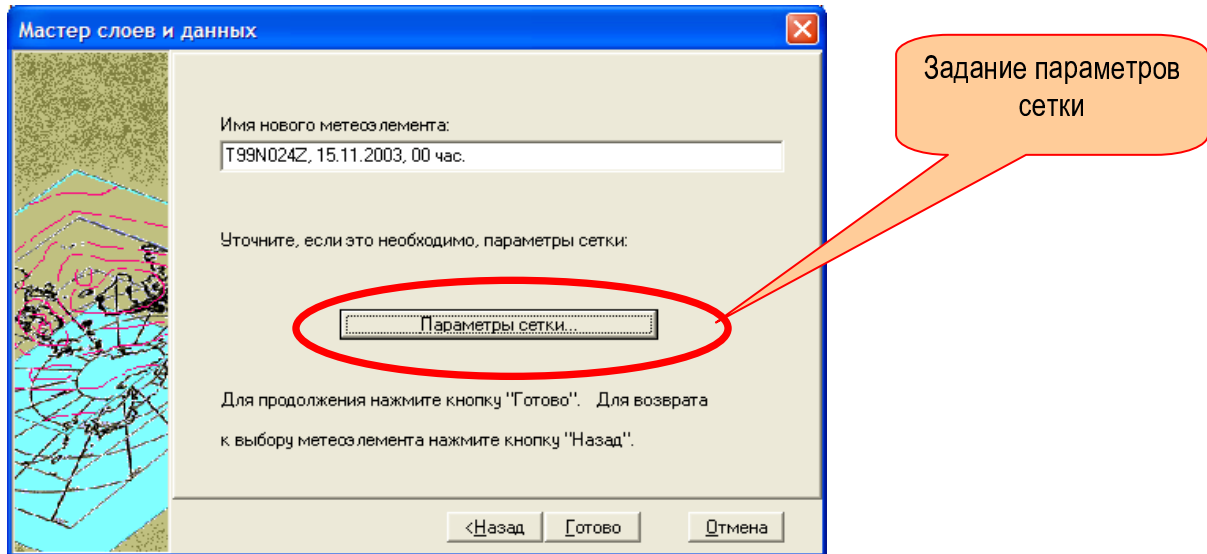 Мастер слоев и данных
Задание параметров
сетки
Имя нового метеоэлемента:
T99N024Z, 15.11.2003, 00 час.
Уточните, если это необходимо, параметры сетки:
Параметры сетки...
Для продолжения нажмите кнопку "Готово". Для возврата
к выбору метеоэлемента нажмите кнопку "Назад".
<Назад Готово Отмена